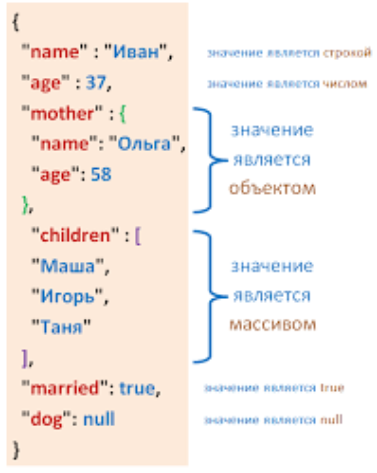 {
"name" : "Иван", значение является строкой
"age" : 37, значение является числом
"mother" : {
"name": "Ольга",
"age": 58
},
значение
является
объектом
"children" : [
"Маша",
"Игорь",
"Таня"
],
значение
является
массивом
"married": true, значение является true
"dog": null значение является null
}